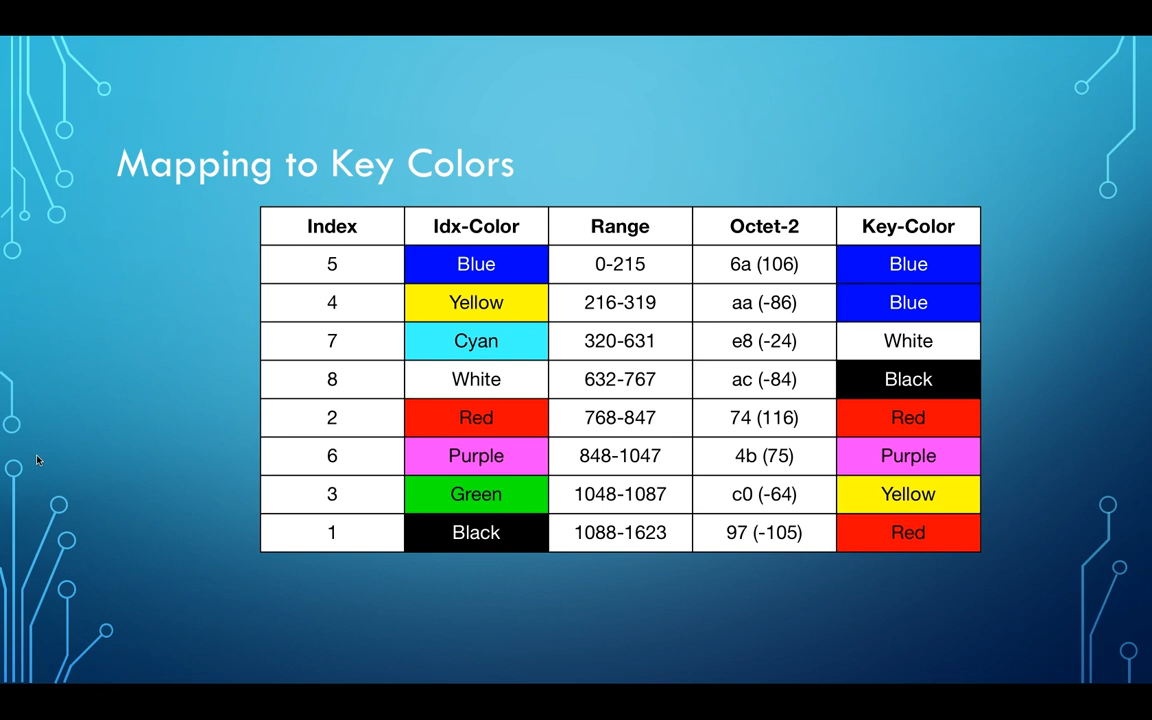 Mapping to Key Colors
Index Idx-Color Range Octet-2 Key-Color
5 Blue 0-215 6a (106) Blue
4 Yellow 216-319 aa (-86) Blue
7 Cyan 320-631 e8 (-24) White
8 White 632-767 ac (-84) Black
2 Red 768-847 74 (116) Red
6 Purple 848-1047 4b (75) Purple
3 Green 1048-1087 c0 (-64) Yellow
1 Black 1088-1623 97 (-105) Red